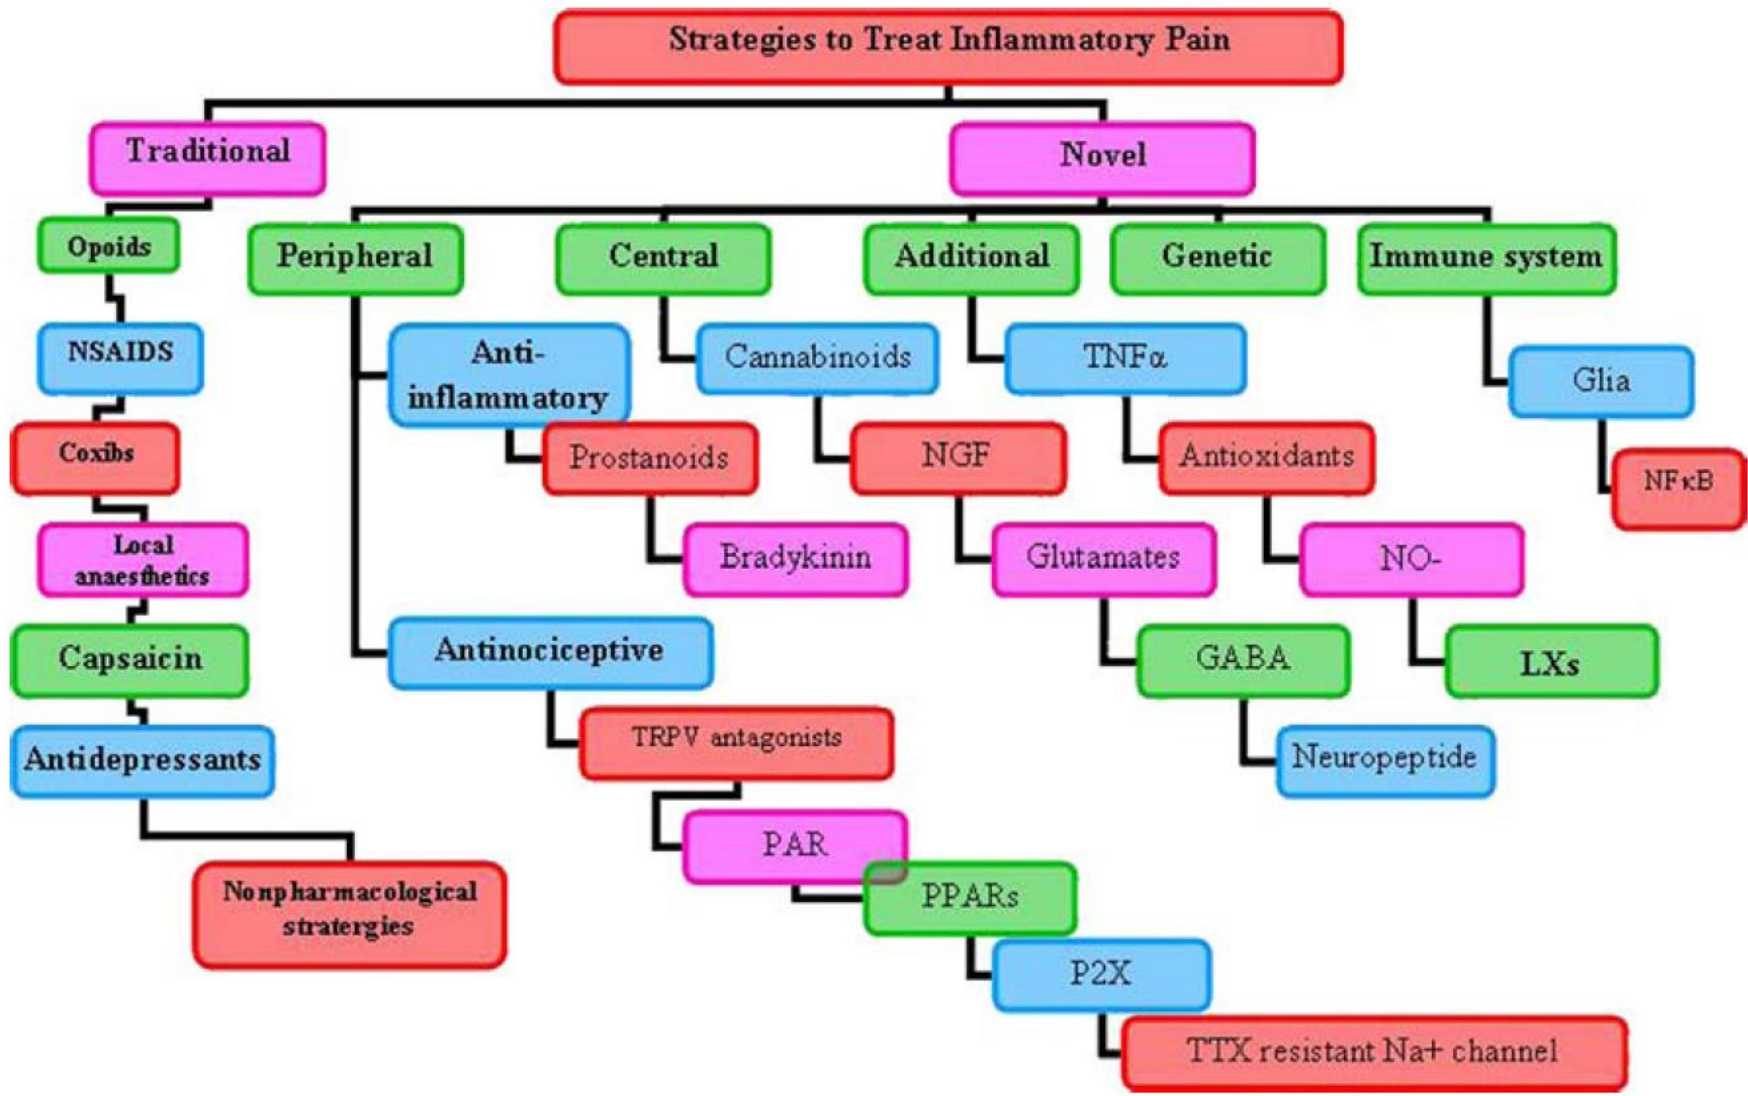 Strategies to Treat Inflammatory Pain
Traditional
Novel
Opoids
NSAIDS
Coxibs
Local
anaesthetics
Capsaicin
Antidepressants
Nonpharmacological
stratergies
Peripheral
Anti-
inflammatory
Prostanoids
Bradykinin
Antinociceptive
TRPV antagonists
PAR
PPARs
P2X
TTX resistant Na+ channel
Central
Cannabinoids
NGF
Glutamates
GABA
Neuropeptide
Additional
TNFα
Antioxidants
NO-
LXs
Genetic
Immune system
Glia
NFκB